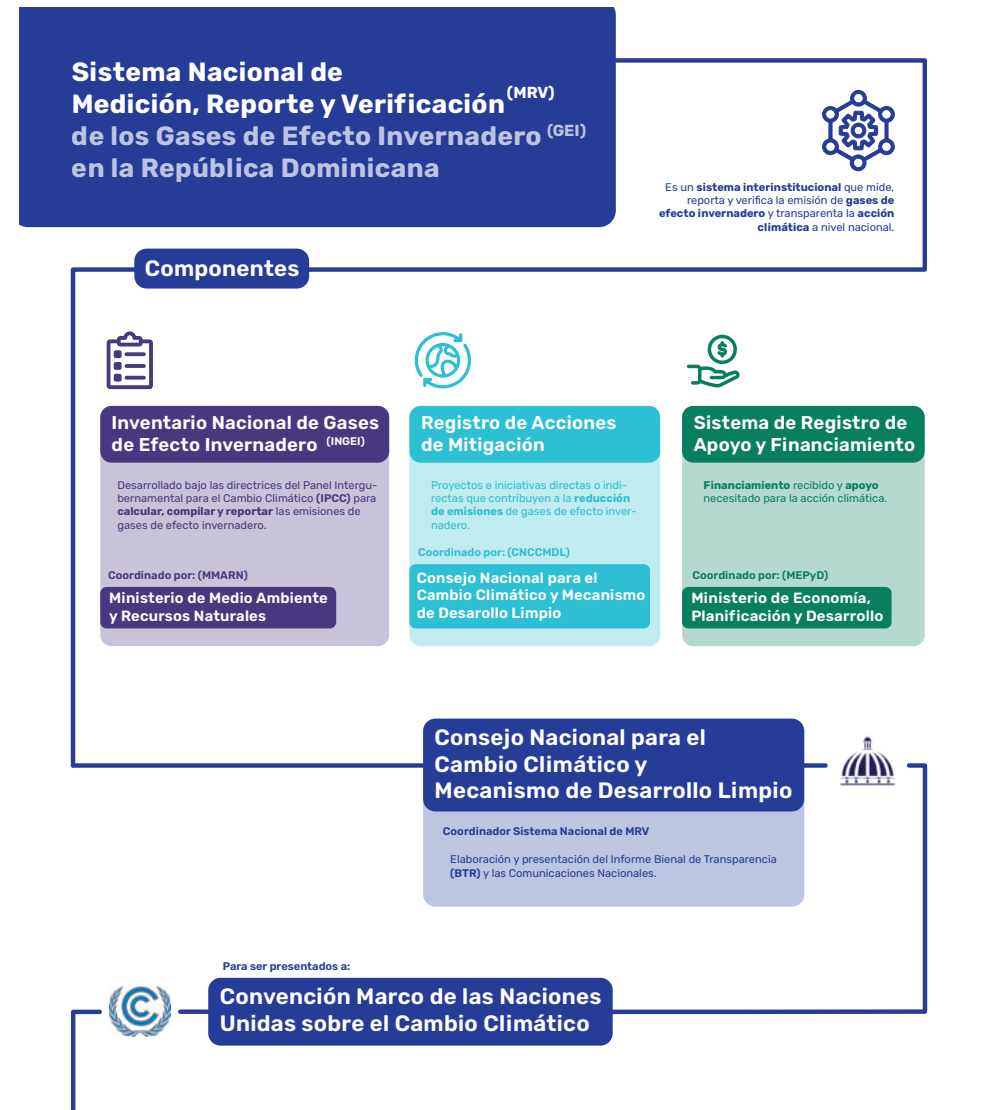 Sistema Nacional de
Medición, Reporte y Verificación (MRV)
de los Gases de Efecto Invernadero (GEI)
en la República Dominicana
Es un sistema interinstitucional que mide,
reporta y verifica la emisión de gases de
efecto invernadero y transparenta la acción
climática a nivel nacional.
Componentes
Inventario Nacional de Gases
de Efecto Invernadero (INGEI)
Desarrollado bajo las directrices del Panel Intergu-
bernamental para el Cambio Climático (IPCC) para
calcular, compilar y reportar las emisiones de
gases de efecto invernadero.
Coordinado por: (MMARN)
Ministerio de Medio Ambiente
y Recursos Naturales
Registro de Acciones
de Mitigación
Proyectos e iniciativas directas o indi-
rectas que contribuyen a la reducción
de emisiones de gases de efecto inver-
nadero.
Coordinado por: (CNCCMDL)
Consejo Nacional para el
Cambio Climático y Mecanismo
de Desarollo Limpio
Sistema de Registro de
Apoyo y Financiamiento
Financiamiento recibido y apoyo
necesitado para la acción climática.
Coordinado por: (MEPyD)
Ministerio de Economía,
Planificación y Desarrollo
Consejo Nacional para el
Cambio Climático y
Mecanismo de Desarrollo Limpio
Coordinador Sistema Nacional de MRV
Elaboración y presentación del Informe Bienal de Transparencia
(BTR) y las Comunicaciones Nacionales.
Para ser presentados a:
Convención Marco de las Naciones
Unidas sobre el Cambio Climático